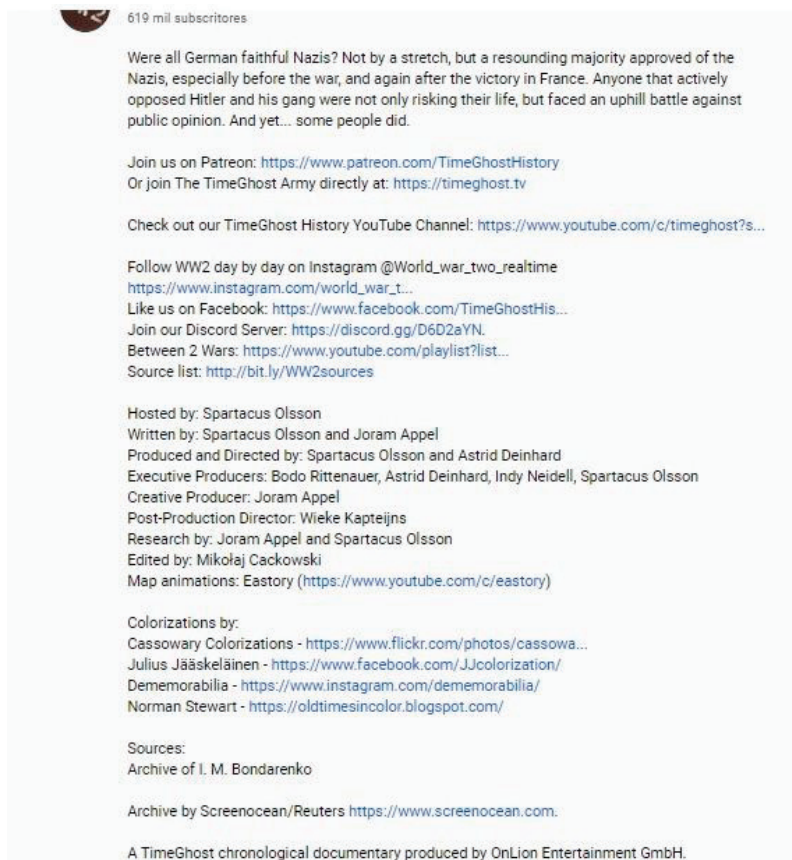 619 mil subscritores
Were all German faithful Nazis? Not by a stretch, but a resounding majority approved of the
Nazis, especially before the war, and again after the victory in France. Anyone that actively
opposed Hitler and his gang were not only risking their life, but faced an uphill battle against
public opinion. And yet... some people did.
Join us on Patreon: https://www.patreon.com/TimeGhostHistory
Or join The TimeGhost Army directly at: https://timeghost.tv
Check out our TimeGhost History YouTube Channel: https://www.youtube.com/c/timeghost?s...
Follow WW2 day by day on Instagram @World_war_two_realtime
https://www.instagram.com/world_war_t...
Like us on Facebook: https://www.facebook.com/TimeGhostHis...
Join our Discord Server: https://discord.gg/D6D2aYN.
Between 2 Wars: https://www.youtube.com/playlist?list...
Source list: http://bit.ly/WW2sources
Hosted by: Spartacus Olsson
Written by: Spartacus Olsson and Joram Appel
Produced and Directed by: Spartacus Olsson and Astrid Deinhard
Executive Producers: Bodo Rittenauer, Astrid Deinhard, Indy Neidell, Spartacus Olsson
Creative Producer: Joram Appel
Post-Production Director: Wieke Kapteijns
Research by: Joram Appel and Spartacus Olsson
Edited by: Mikołaj Cackowski
Map animations: Eastory (https://www.youtube.com/c/eastory)
Colorizations by:
Cassowary Colorizations - https://www.flickr.com/photos/cassowa...
Julius Jääskeläinen - https://www.facebook.com/JJcolorization/
Dememorabilia - https://www.instagram.com/dememorabilia/
Norman Stewart - https://oldtimesincolor.blogspot.com/
Sources:
Archive of I. M. Bondarenko
Archive by Screenocean/Reuters https://www.screenocean.com.
A TimeGhost chronological documentary produced by OnLion Entertainment GmbH.